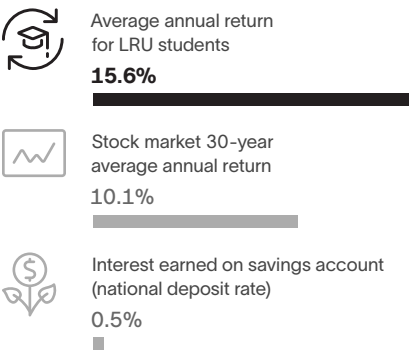 Average annual return
for LRU students
15.6%
Stock market 30-year
average annual return
10.1%
$
Interest earned on savings account
(national deposit rate)
0.5%